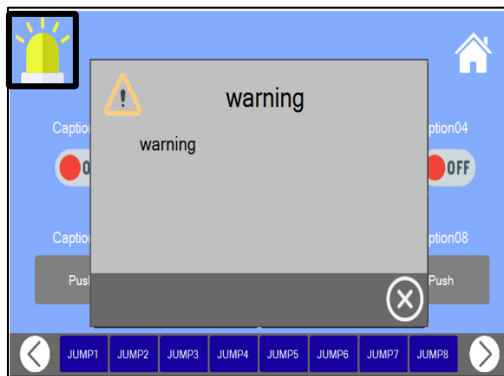 warning
warning
Captio
ption04
OFF
Captio
ption08
Pus
Push
JUMP1 JUMP2 JUMP3 JUMP4 JUMP5 JUMP6 JUMP7 JUMP8